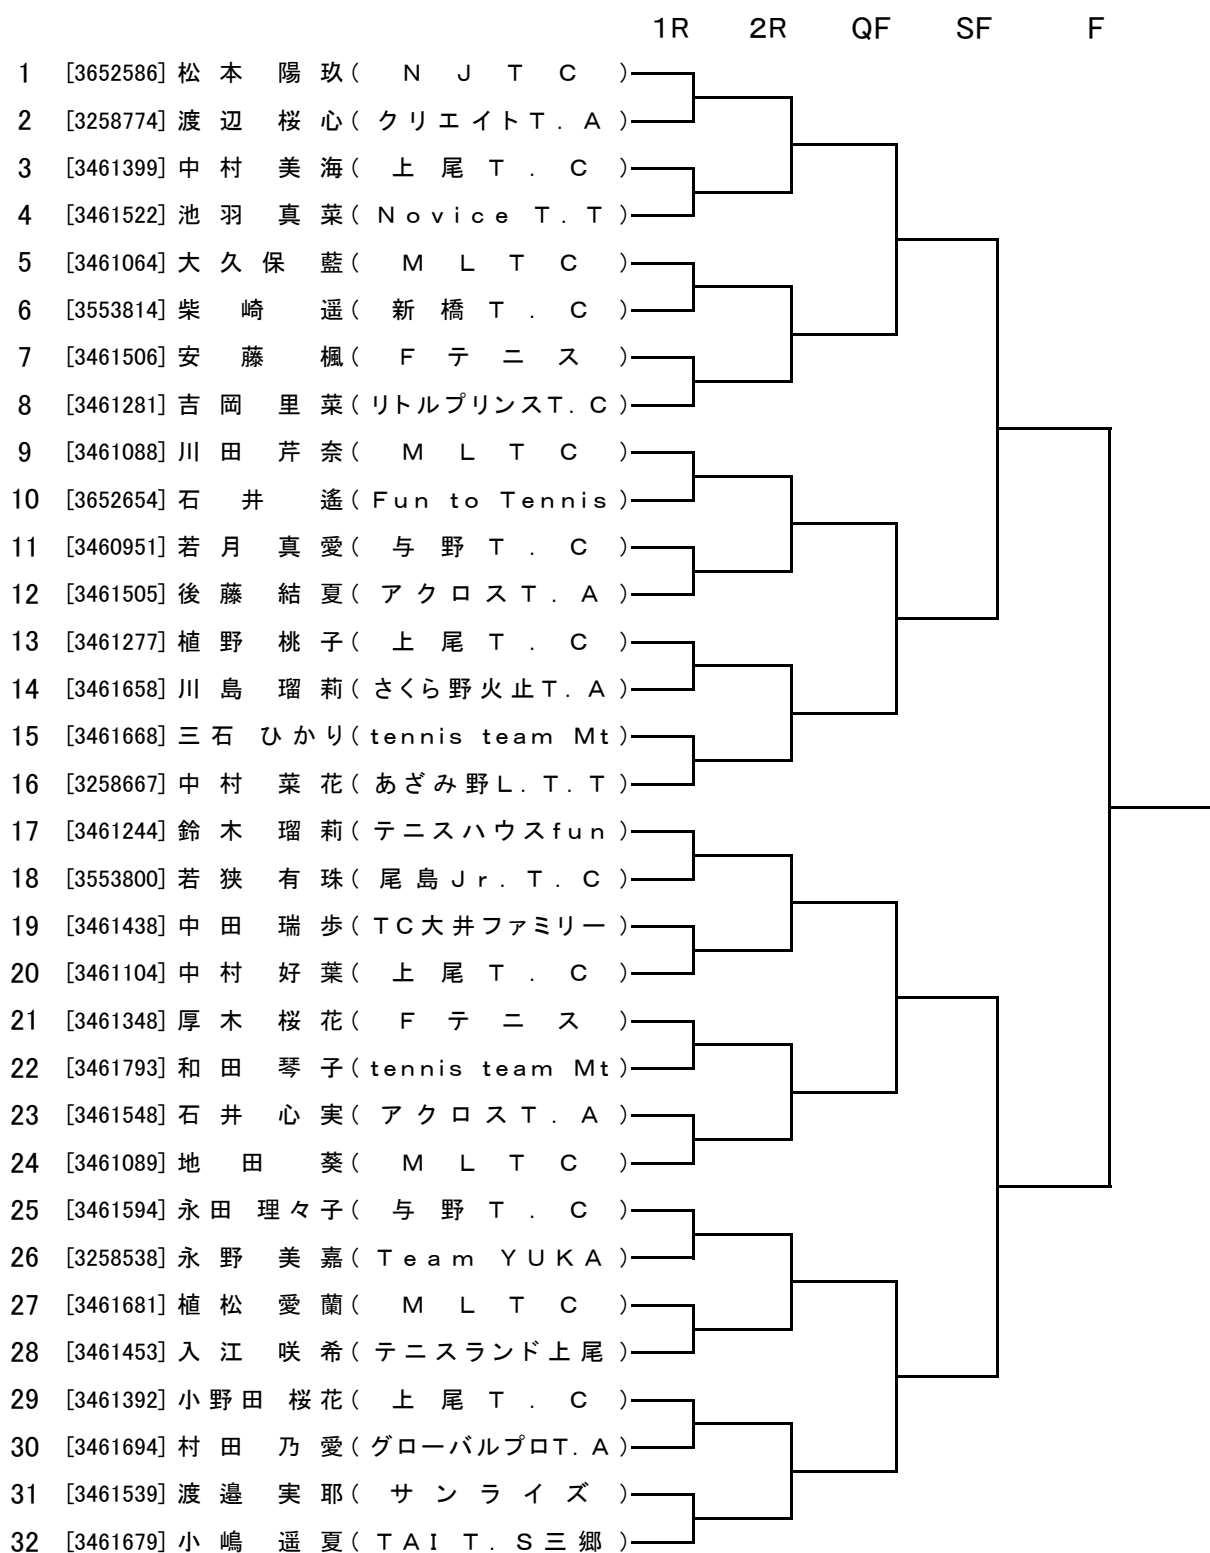 1R 2R QF SF F
1 [3652586] 松本 陽玖(NJTC)
2 [3258774] 渡辺 桜心(クリエイトT.A)
3 [3461399] 中村 美海(上尾T.C)
4 [3461522] 池羽 真菜(Novice T.T)
5 [3461064] 大久保 藍(MLTC)
6 [3553814] 柴崎 遥(新橋T.C)
7 [3461506] 安藤 楓(Fテニス)
8 [3461281] 吉岡 里菜(リトルプリンスT.C)
9 [3461088] 川田 芹奈(MLTC)
10 [3652654] 石井 遙(Fun to Tennis)
11 [3460951] 若月 真愛(与野T.C)
12 [3461505] 後藤 結夏(アクロスT.A)
13 [3461277] 植野 桃子(上尾T.C)
14 [3461658] 川島 瑠莉(さくら野火止T.A)
15 [3461668] 三石 ひかり(tennis team Mt)
16 [3258667] 中村 菜花(あざみ野L.T.T)
17 [3461244] 鈴木 瑠莉(テニスハウスfun)
18 [3553800] 若狭 有珠(尾島Jr.T.C)
19 [3461438] 中田 瑞歩(TC大井ファミリー)
20 [3461104] 中村 好葉(上尾T.C)
21 [3461348] 厚木 桜花(Fテニス)
22 [3461793] 和田 琴子(tennis team Mt)
23 [3461548] 石井 心実(アクロスT.A)
24 [3461089] 地田 葵(MLTC)
25 [3461594] 永田 理々子(与野T.C)
26 [3258538] 永野 美嘉(Team YUKA)
27 [3461681] 植松 愛蘭(MLTC)
28 [3461453] 入江 咲希(テニスランド上尾)
29 [3461392] 小野田 桜花(上尾T.C)
30 [3461694] 村田 乃愛(グローバルプロT.A)
31 [3461539] 渡邉 実耶(サンライズ)
32 [3461679] 小嶋 遥夏(TAI T.S三郷)